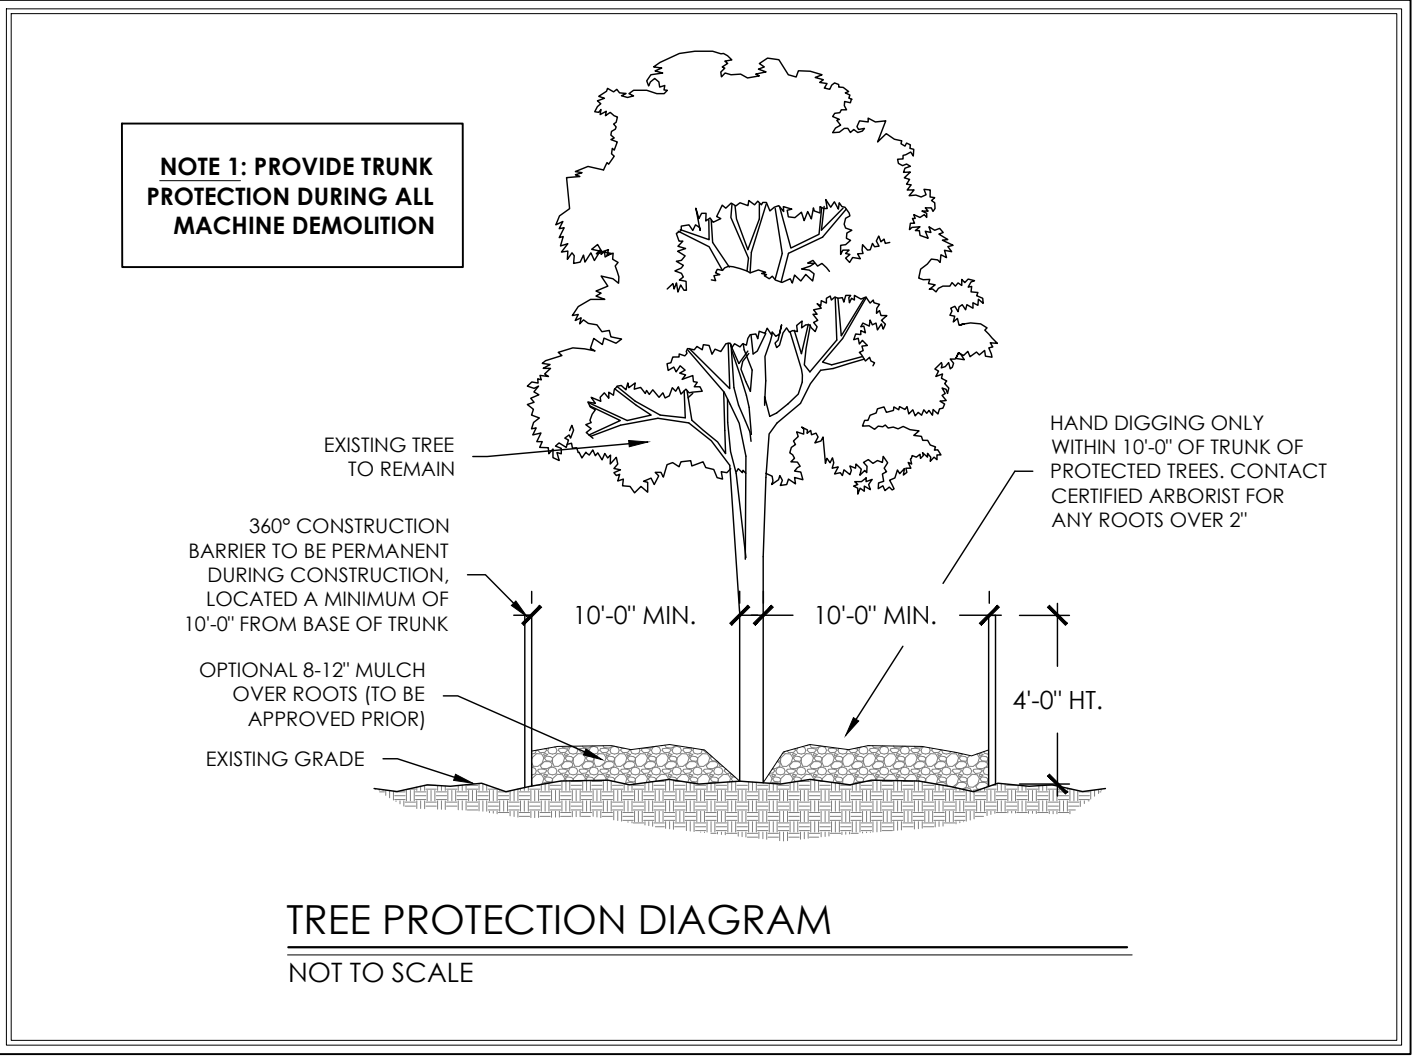 NOTE 1: PROVIDE TRUNK
PROTECTION DURING ALL
MACHINE DEMOLITION
EXISTING TREE
TO REMAIN
HAND DIGGING ONLY
WITHIN 10'-0" OF TRUNK OF
PROTECTED TREES. CONTACT
CERTIFIED ARBORIST FOR
ANY ROOTS OVER 2"
360° CONSTRUCTION
BARRIER TO BE PERMANENT
DURING CONSTRUCTION,
LOCATED A MINIMUM OF
10'-0" FROM BASE OF TRUNK
10'-0" MIN.
10'-0" MIN.
4'-0" HT.
OPTIONAL 8-12" MULCH
OVER ROOTS (TO BE
APPROVED PRIOR)
EXISTING GRADE
TREE PROTECTION DIAGRAM
NOT TO SCALE